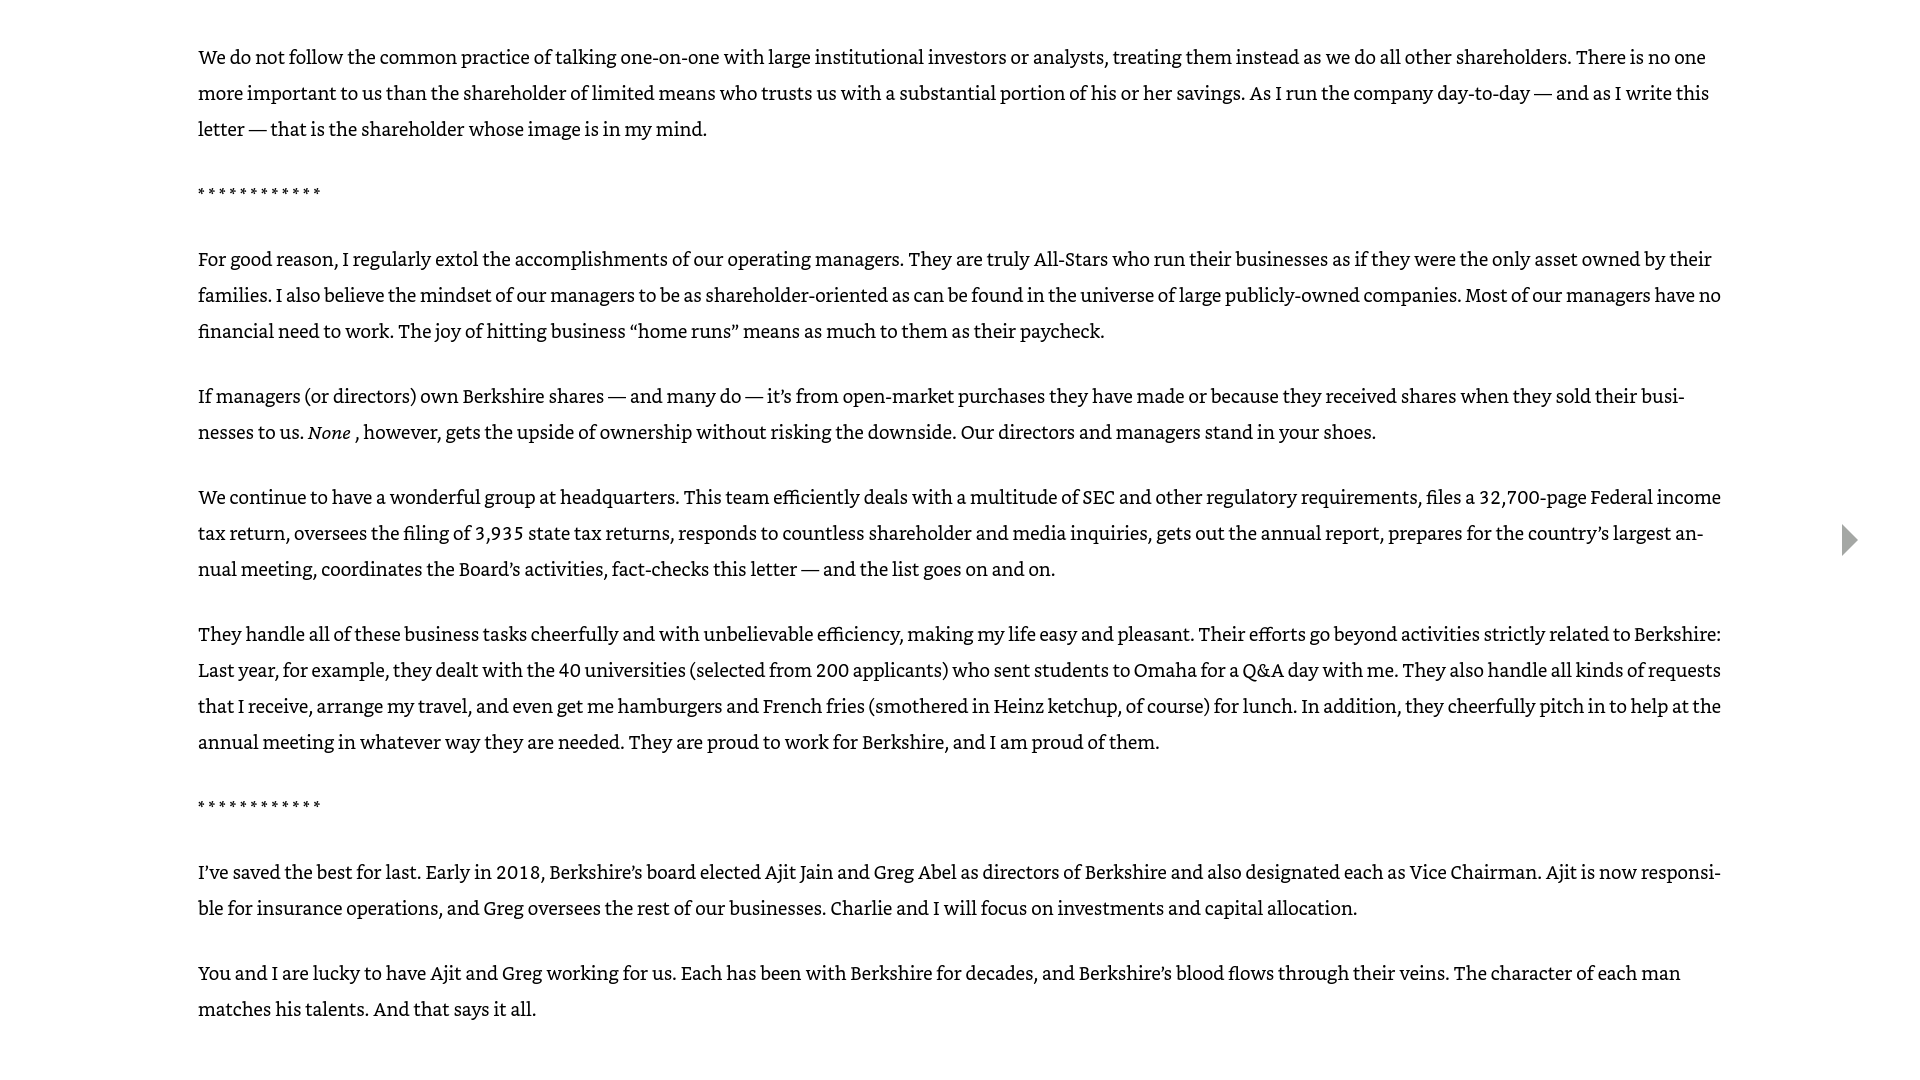 We do not follow the common practice of talking one-on-one with large institutional investors or analysts, treating them instead as we do all other shareholders. There is no one
more important to us than the shareholder of limited means who trusts us with a substantial portion of his or her savings. As I run the company day-to-day — and as I write this
letter — that is the shareholder whose image is in my mind.
* * * * * * * * * * * *
For good reason, I regularly extol the accomplishments of our operating managers. They are truly All-Stars who run their businesses as if they were the only asset owned by their
families. I also believe the mindset of our managers to be as shareholder-oriented as can be found in the universe of large publicly-owned companies. Most of our managers have no
financial need to work. The joy of hitting business “home runs” means as much to them as their paycheck.
If managers (or directors) own Berkshire shares — and many do — it’s from open-market purchases they have made or because they received shares when they sold their busi-
nesses to us. None , however, gets the upside of ownership without risking the downside. Our directors and managers stand in your shoes.
We continue to have a wonderful group at headquarters. This team efficiently deals with a multitude of SEC and other regulatory requirements, files a 32,700-page Federal income
tax return, oversees the filing of 3,935 state tax returns, responds to countless shareholder and media inquiries, gets out the annual report, prepares for the country’s largest an-
nual meeting, coordinates the Board’s activities, fact-checks this letter — and the list goes on and on.
They handle all of these business tasks cheerfully and with unbelievable efficiency, making my life easy and pleasant. Their efforts go beyond activities strictly related to Berkshire:
Last year, for example, they dealt with the 40 universities (selected from 200 applicants) who sent students to Omaha for a Q&A day with me. They also handle all kinds of requests
that I receive, arrange my travel, and even get me hamburgers and French fries (smothered in Heinz ketchup, of course) for lunch. In addition, they cheerfully pitch in to help at the
annual meeting in whatever way they are needed. They are proud to work for Berkshire, and I am proud of them.
* * * * * * * * * * * *
I’ve saved the best for last. Early in 2018, Berkshire’s board elected Ajit Jain and Greg Abel as directors of Berkshire and also designated each as Vice Chairman. Ajit is now responsi-
ble for insurance operations, and Greg oversees the rest of our businesses. Charlie and I will focus on investments and capital allocation.
You and I are lucky to have Ajit and Greg working for us. Each has been with Berkshire for decades, and Berkshire’s blood flows through their veins. The character of each man
matches his talents. And that says it all.